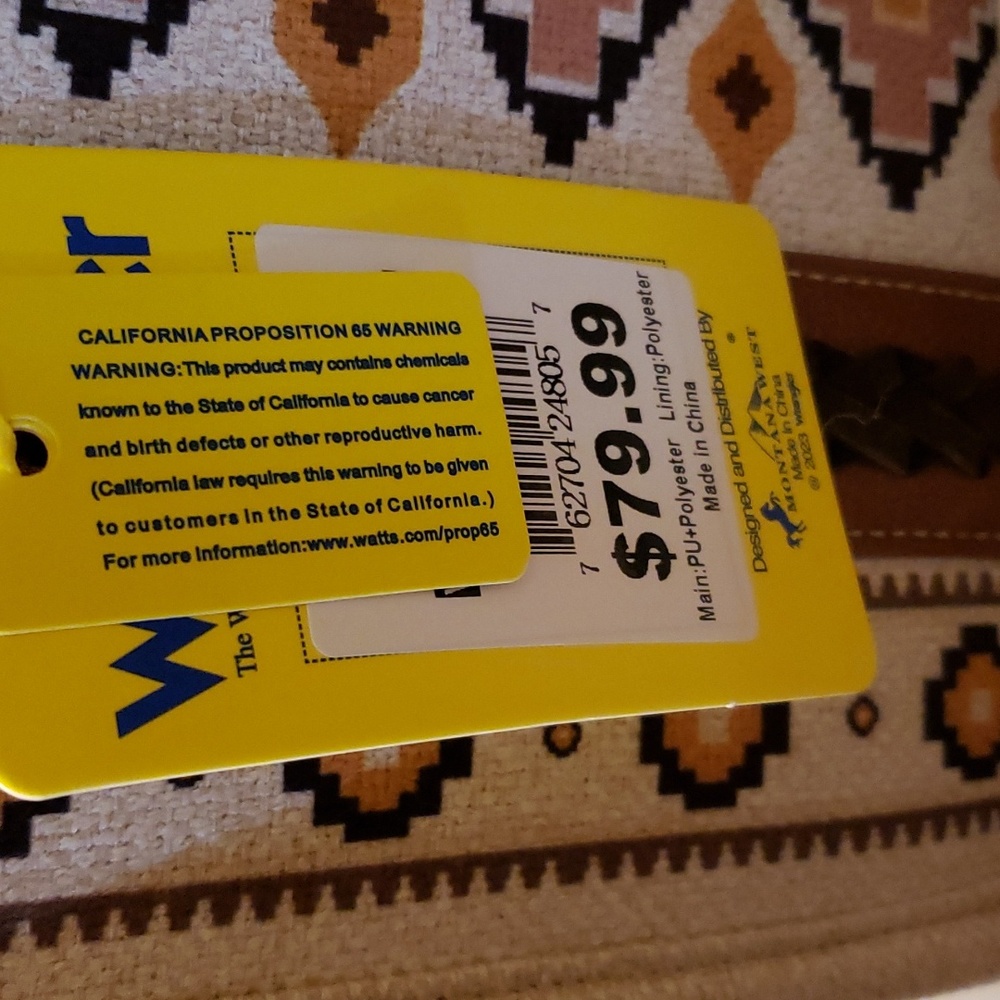 CALIFORNIA PROPOSITION 65 WARNING
WARNING:This product may contains chemicals
known to the State of California to cause cancer
and birth defects or other reproductive harm.
(California law requires this warning to be given
to customers in the State of California.)
For more information:www.watts.com/prop65
The
7 62704 24805 7
$79.99
Main:PU+Polyester Lining:Polyester
Made in China
Designed and Distributed By
MONTANA WEST ®
Made in China
@ 2023 Wrangler